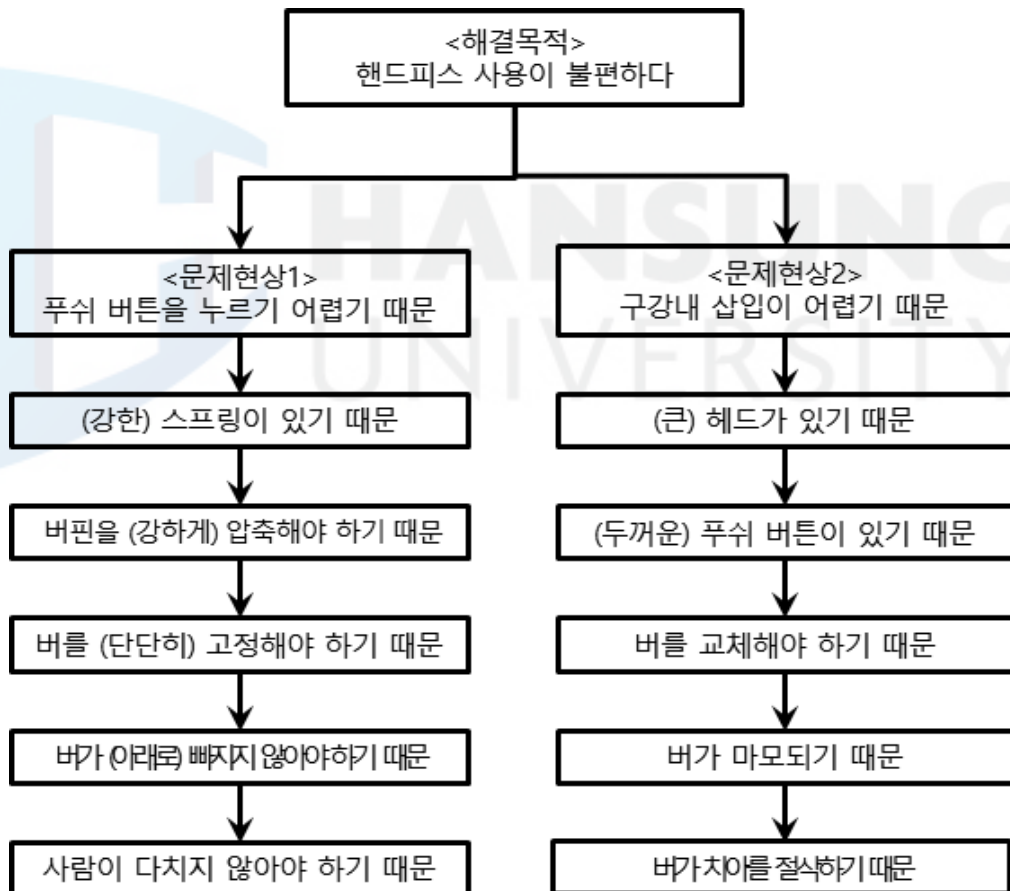 <해결목적>
핸드피스 사용이 불편하다
<문제현상1>
푸쉬 버튼을 누르기 어렵기 때문
<문제현상2>
구강내 삽입이 어렵기 때문
(강한) 스프링이 있기 때문
(큰) 헤드가 있기 때문
버핀을 (강하게) 압축해야 하기 때문
(두꺼운) 푸쉬 버튼이 있기 때문
버를 (단단히) 고정해야 하기 때문
버를 교체해야 하기 때문
버가 (아래로) 빠지지 않아야하기 때문
버가 마모되기 때문
사람이 다치지 않아야 하기 때문
버가 치아를 절삭하기 때문
HANSUNG
UNIVERSITY